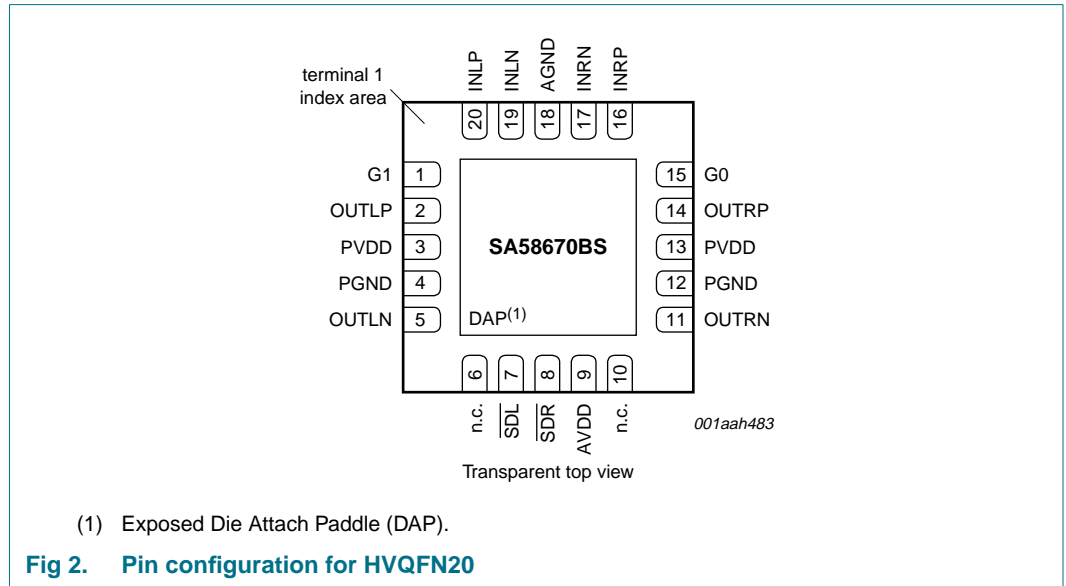 terminal 1
index area
INLP
INLN
AGND
INRN
INRP
20
19
18
17
16
G1 1
15 G0
OUTLP 2
14 OUTRP
PVDD 3
SA58670BS
13 PVDD
PGND 4
12 PGND
OUTLN 5
DAP(1)
11 OUTRN
6
7
8
9
10
n.c.
SDL
SDR
AVDD
n.c.
001aah483
Transparent top view
(1) Exposed Die Attach Paddle (DAP).
Fig 2. Pin configuration for HVQFN20